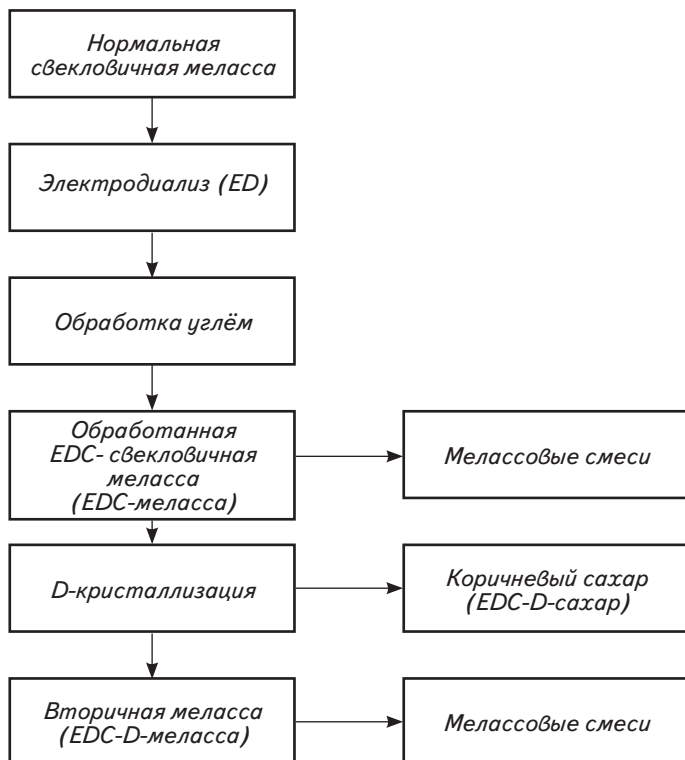 Нормальная
свекловичная меласса
Электродиализ (ED)
Обработка углём
Обработанная
EDC- свекловичная
меласса
(EDC-меласса)
Мелассовые смеси
D-кристаллизация
Коричневый сахар
(EDC-D-сахар)
Вторичная меласса
(EDC-D-меласса)
Мелассовые смеси